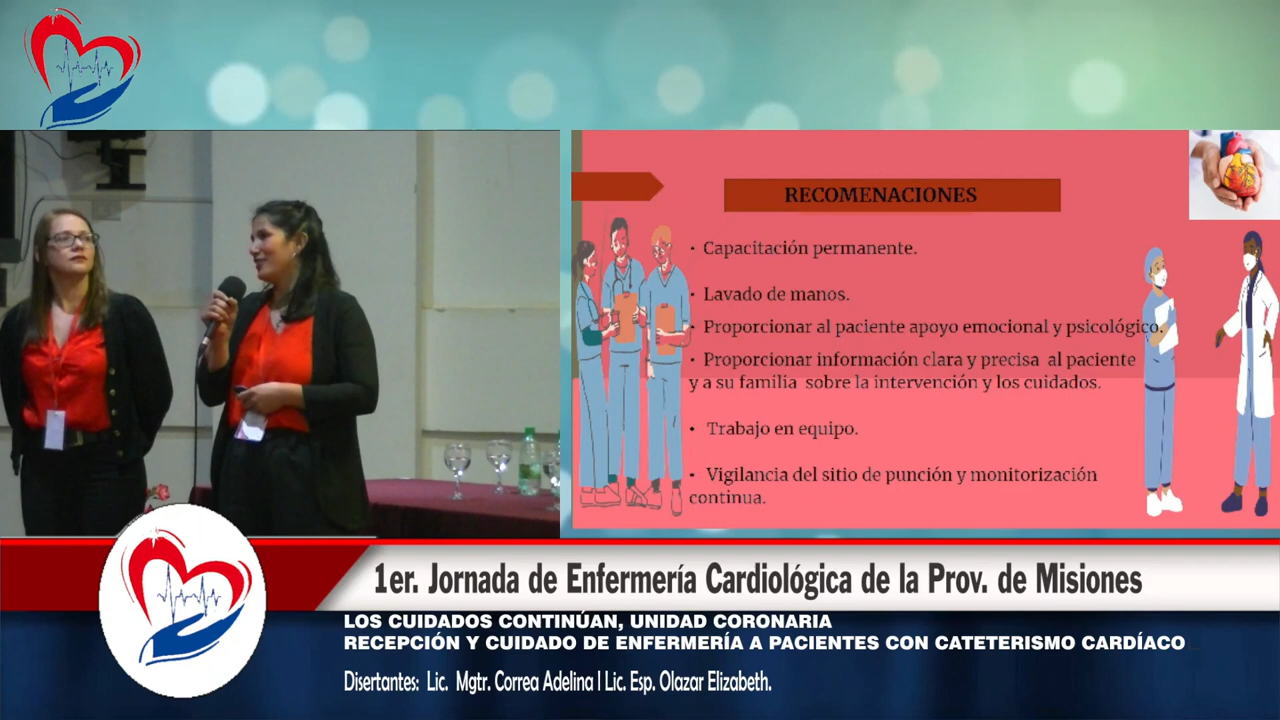 RECOMENACIONES
• Capacitación permanente.
• Lavado de manos.
• Proporcionar al paciente apoyo emocional y psicológico.
• Proporcionar información clara y precisa al paciente
y a su familia sobre la intervención y los cuidados.
• Trabajo en equipo.
• Vigilancia del sitio de punción y monitorización
continua.
1er. Jornada de Enfermería Cardiológica de la Prov. de Misiones
LOS CUIDADOS CONTINÚAN, UNIDAD CORONARIA
RECEPCIÓN Y CUIDADO DE ENFERMERÍA A PACIENTES CON CATETERISMO CARDÍACO
Disertantes: Lic. Mgtr. Correa Adelina l Lic. Esp. Olazar Elizabeth.